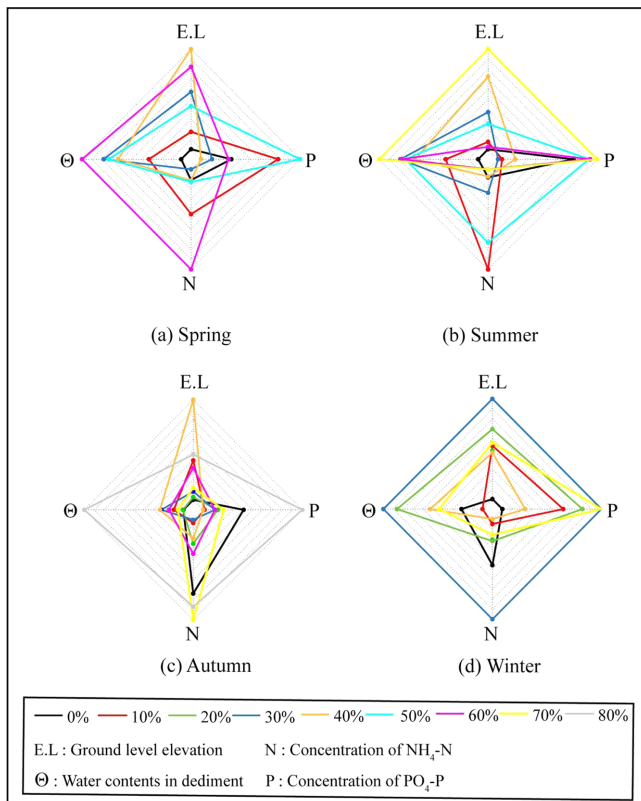 E.L
E.L
Θ
P
Θ
P
N
N
(a) Spring
(b) Summer
E.L
E.L
Θ
P
Θ
P
N
N
(c) Autumn
(d) Winter
0% 10% 20% 30% 40% 50% 60% 70% 80%
E.L : Ground level elevation N : Concentration of NH₄-N
Θ : Water contents in dediment P : Concentration of PO₄-P